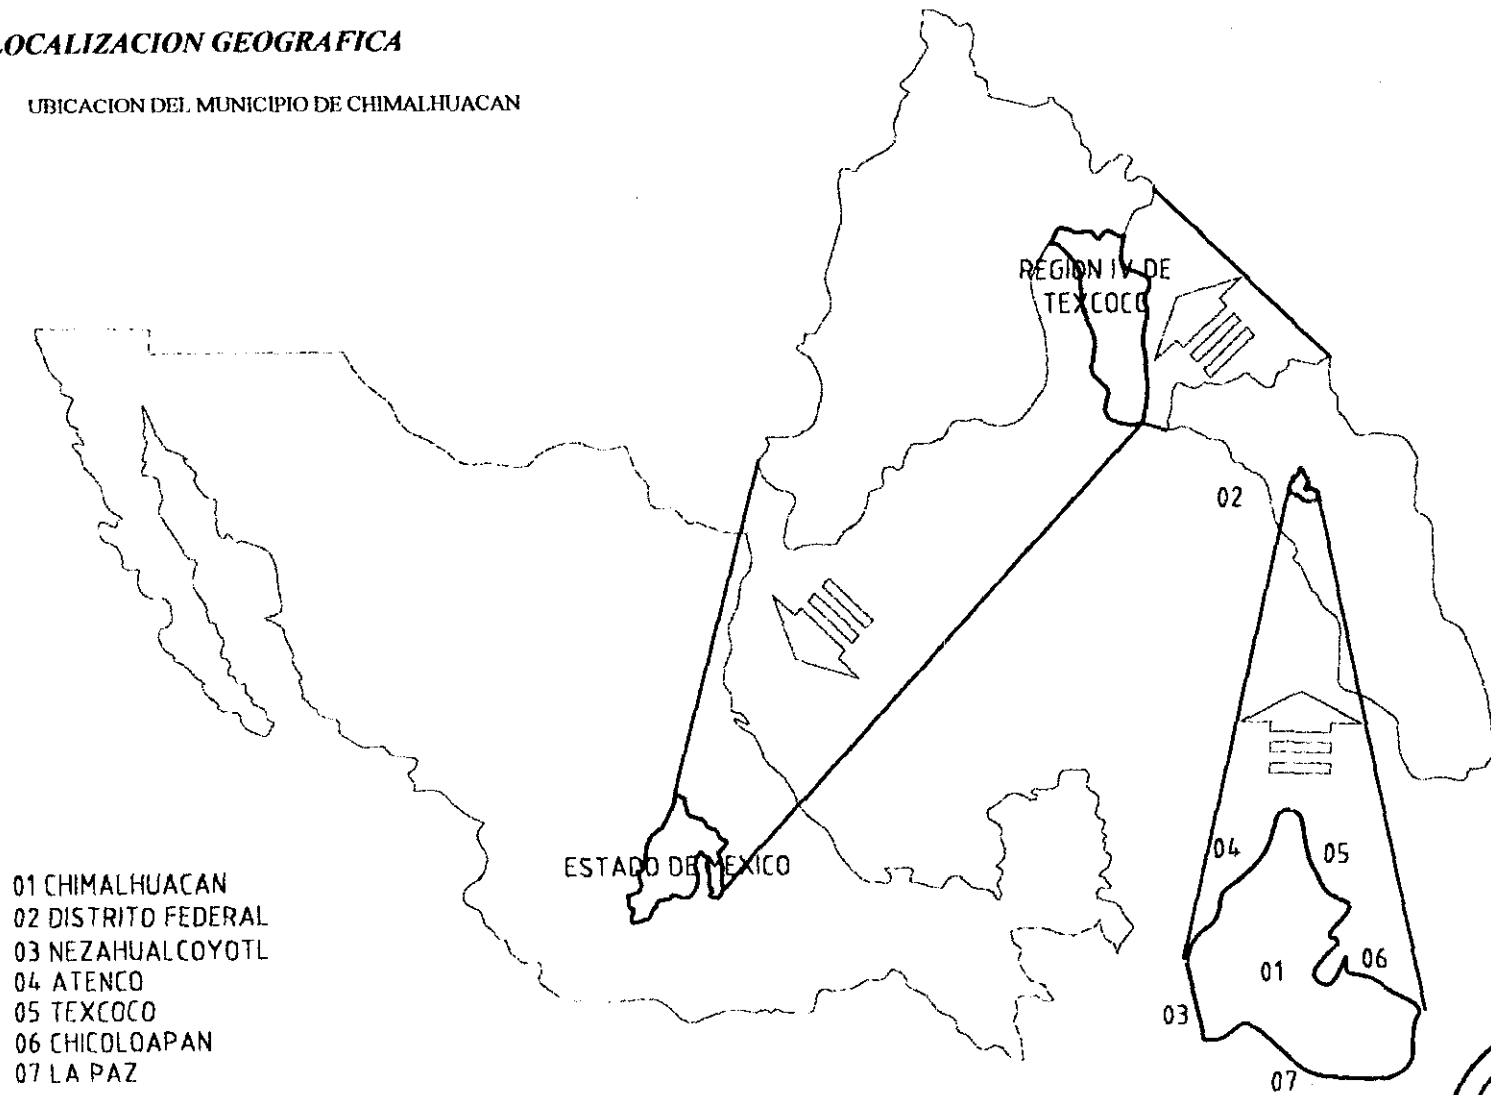 LOCALIZACION GEOGRAFICA
UBICACION DEL MUNICIPIO DE CHIMALHUACAN
REGION IV DE
TEXCOCO
02
ESTADO DE MEXICO
04
05
01
06
03
07
01 CHIMALHUACAN
02 DISTRITO FEDERAL
03 NEZAHUALCOYOTL
04 ATENCO
05 TEXCOCO
06 CHICOLOAPAN
07 LA PAZ